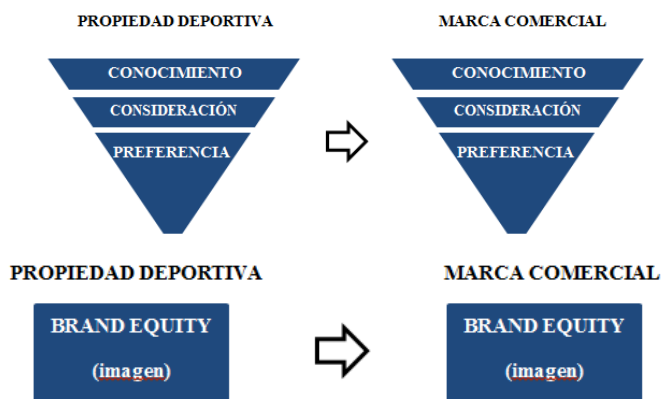 PROPIEDAD DEPORTIVA
MARCA COMERCIAL
CONOCIMIENTO
CONOCIMIENTO
CONSIDERACIÓN
CONSIDERACIÓN
PREFERENCIA
PREFERENCIA
PROPIEDAD DEPORTIVA
MARCA COMERCIAL
BRAND EQUITY
(imagen)
BRAND EQUITY
(imagen)